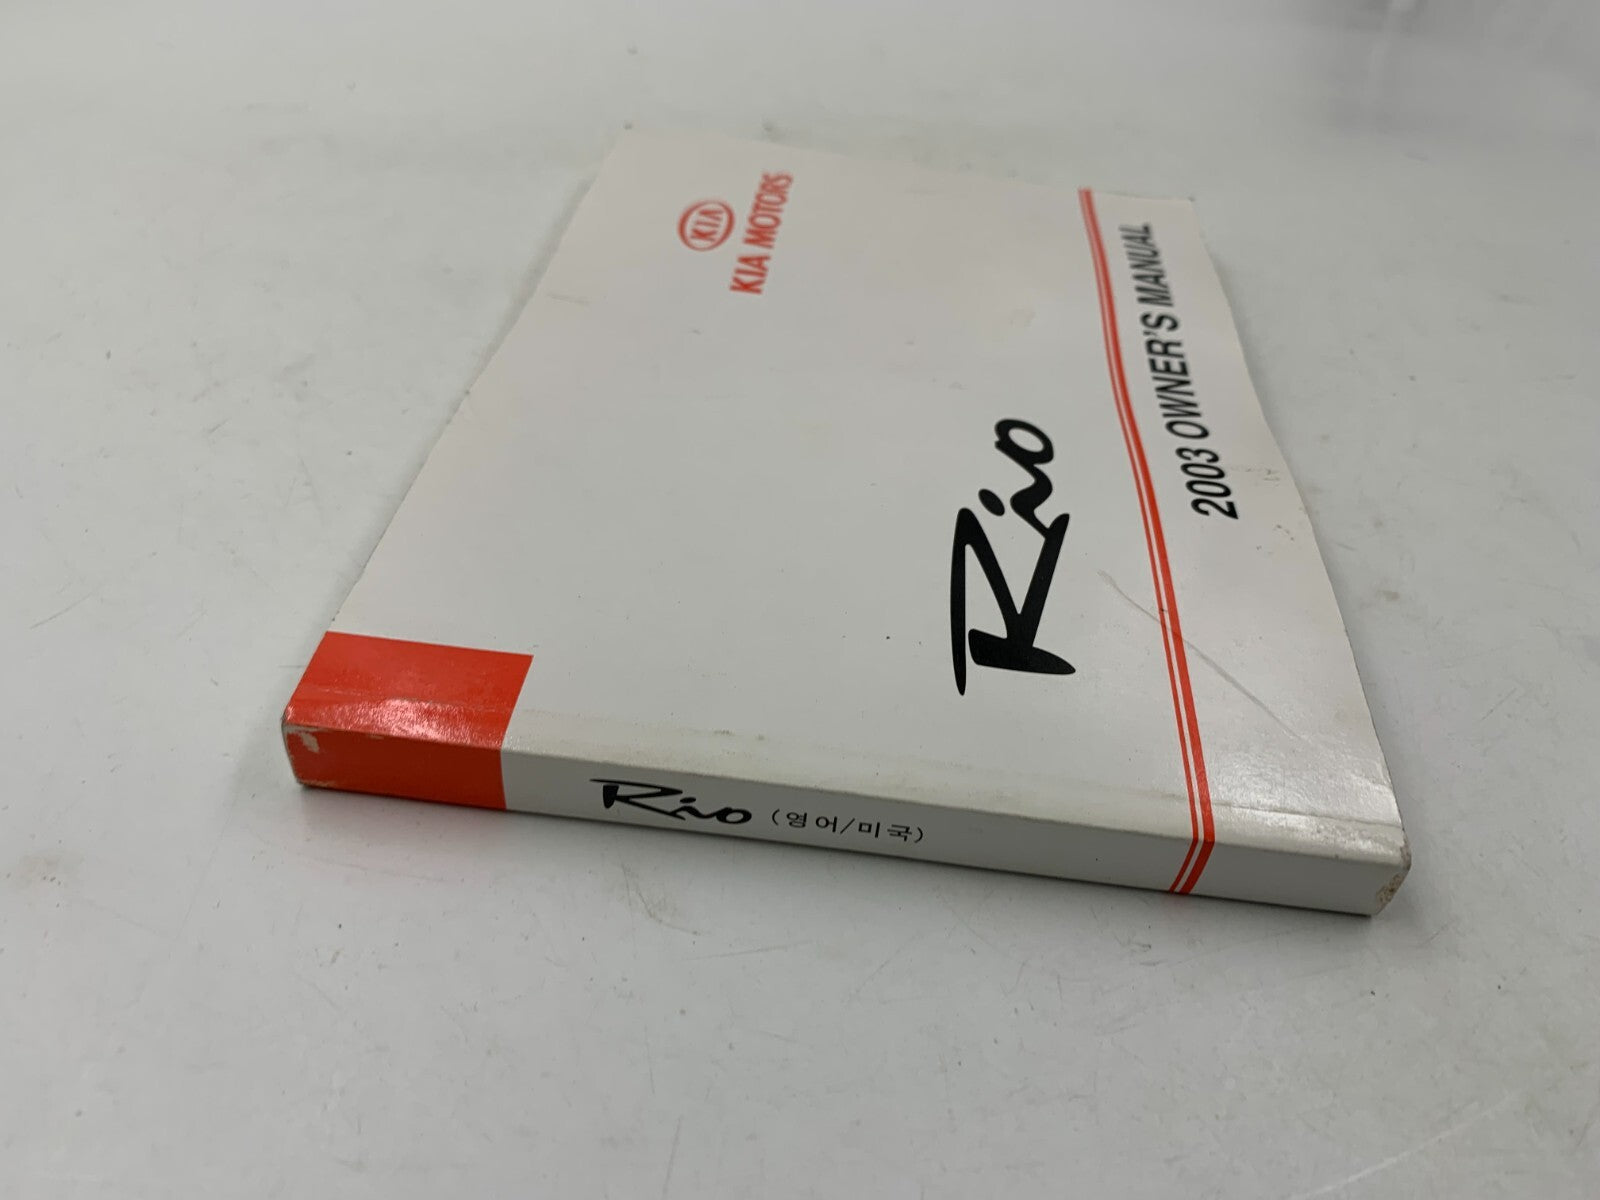 KIA
KIA MOTORS
Rio
2003 OWNER'S MANUAL
Rio (영어/미국)